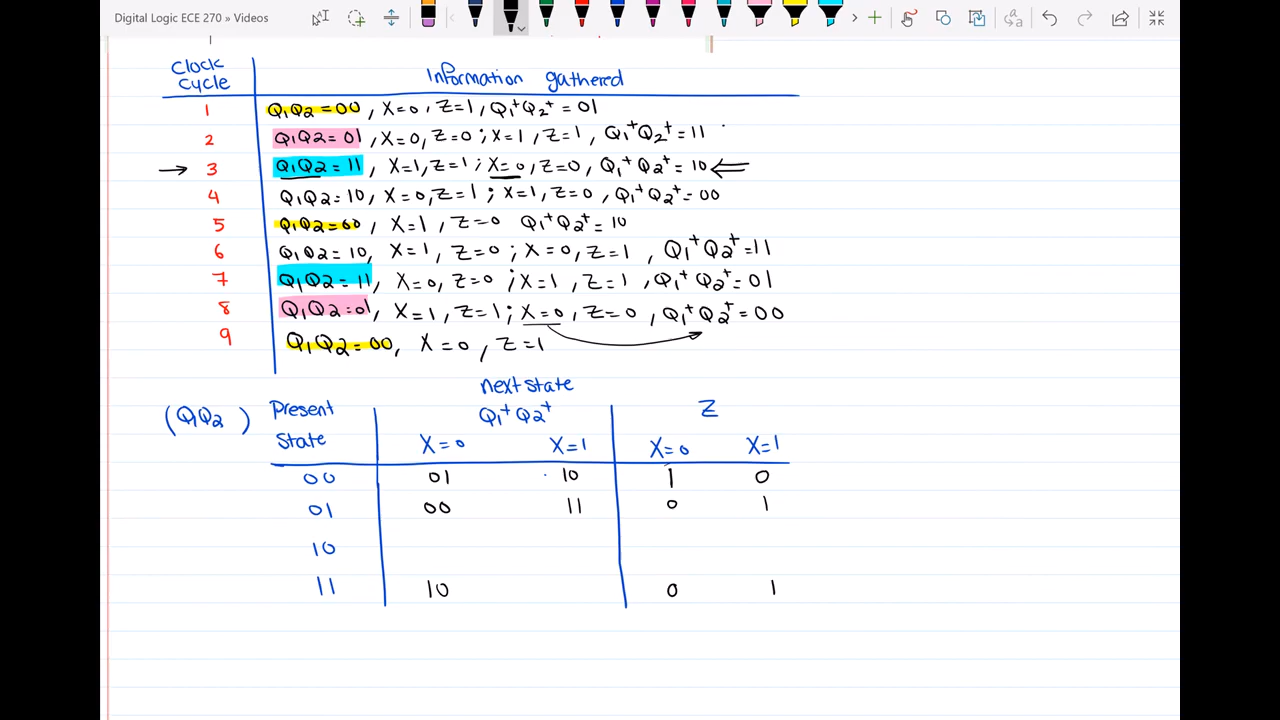 Digital Logic ECE 270 » Videos
Clock Cycle | Information gathered
1 | Q₁Q₂ = 00, X=0, Z=1, Q₁⁺Q₂⁺ = 01
2 | Q₁Q₂ = 01, X=0, Z=0 ; X=1, Z=1, Q₁⁺Q₂⁺ = 11
→ 3 | Q₁Q₂ = 11, X=1, Z=1 ; X=0, Z=0, Q₁⁺Q₂⁺ = 10 ⇐
4 | Q₁Q₂ = 10, X=0, Z=1 ; X=1, Z=0, Q₁⁺Q₂⁺ = 00
5 | Q₁Q₂ = 00, X=1, Z=0 Q₁⁺Q₂⁺ = 10
6 | Q₁Q₂ = 10, X=1, Z=0 ; X=0, Z=1, Q₁⁺Q₂⁺ = 11
7 | Q₁Q₂ = 11, X=0, Z=0 ; X=1, Z=1, Q₁⁺Q₂⁺ = 01
8 | Q₁Q₂ = 01, X=1, Z=1 ; X=0, Z=0, Q₁⁺Q₂⁺ = 00
9 | Q₁Q₂ = 00, X=0, Z=1
next state
(Q₁Q₂) Present | Q₁⁺ Q₂⁺ | Z
State | X=0 X=1 | X=0 X=1
00 | 01 10 | 1 0
01 | 00 11 | 0 1
10
11 | 10 | 0 1